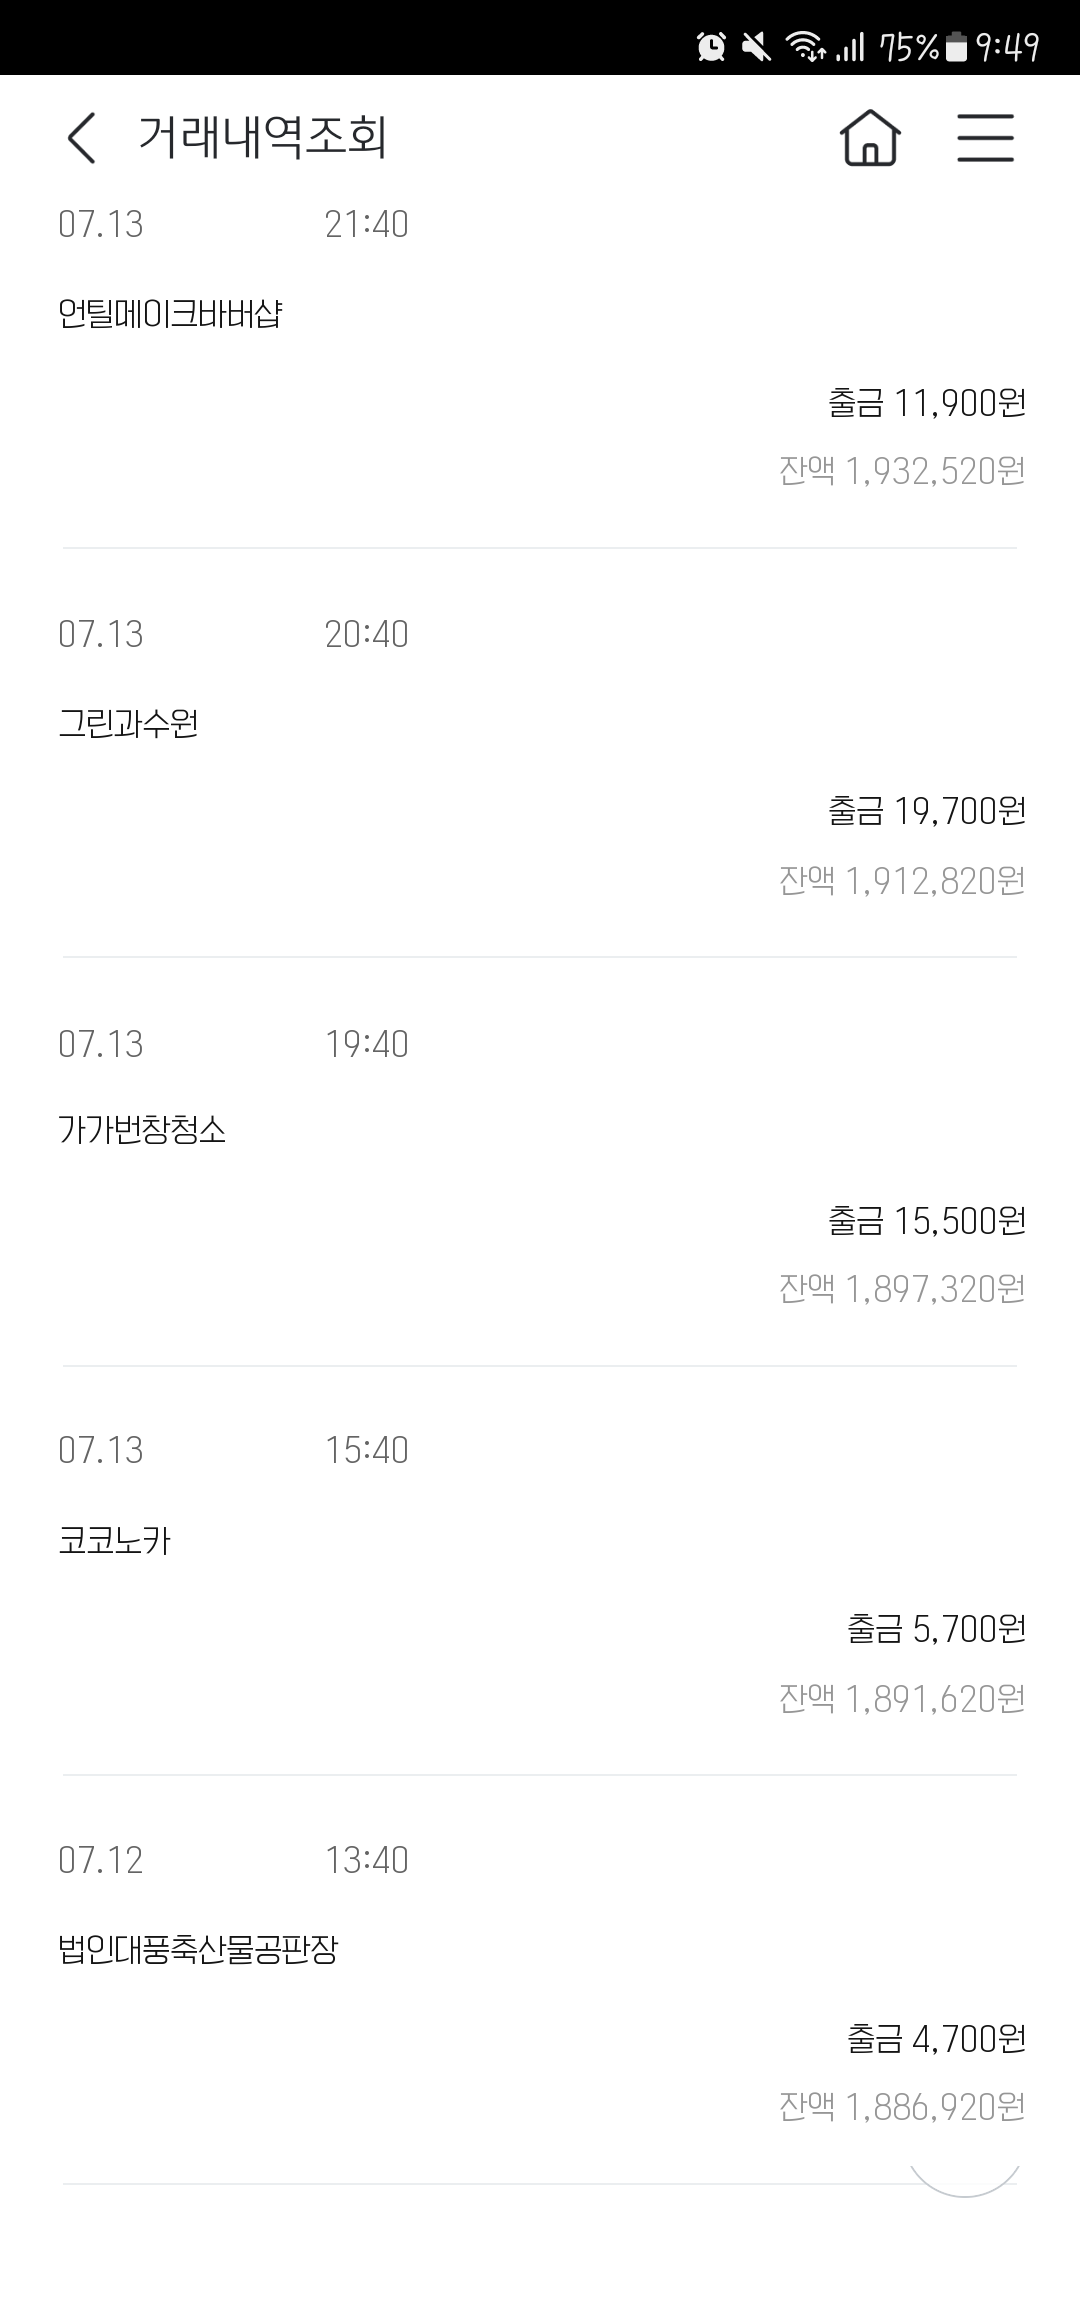 75% 9:49
거래내역조회
07.13 21:40
언틸메이크바버샵
출금 11,900원
잔액 1,932,520원
07.13 20:40
그린과수원
출금 19,700원
잔액 1,912,820원
07.13 19:40
가가번창청소
출금 15,500원
잔액 1,897,320원
07.13 15:40
코코노카
출금 5,700원
잔액 1,891,620원
07.12 13:40
법인대풍축산물공판장
출금 4,700원
잔액 1,886,920원